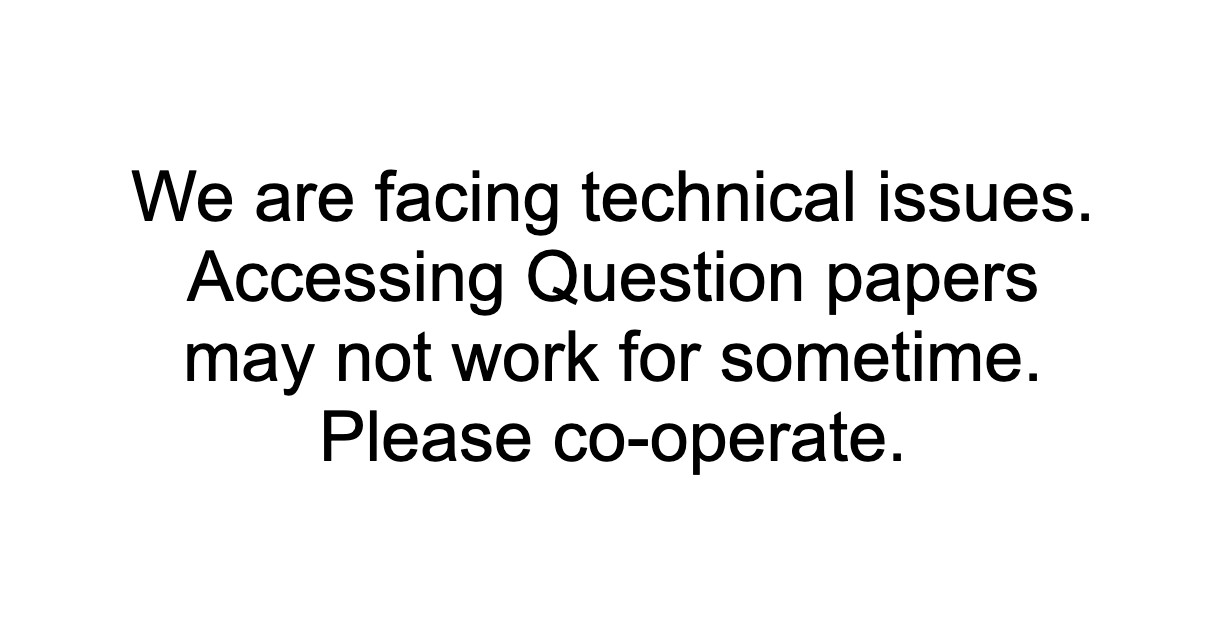 We are facing technical issues.
Accessing Question papers
may not work for sometime.
Please co-operate.